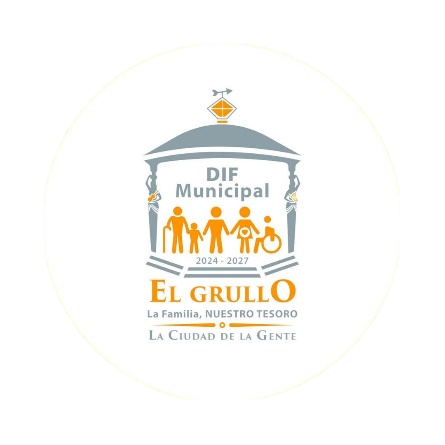 DIF
Municipal
2024 - 2027
EL GRULLO
La Familia, NUESTRO TESORO
LA CIUDAD DE LA GENTE